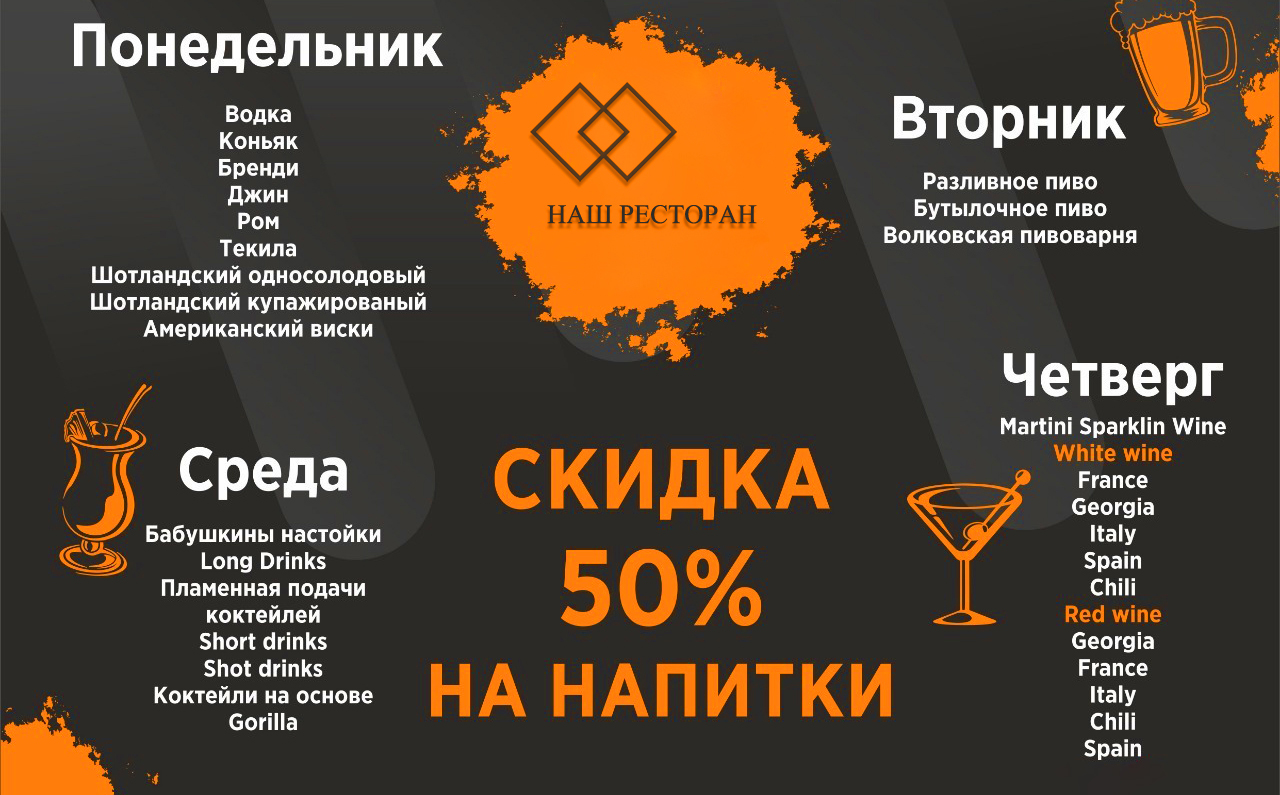 Понедельник
Водка
Коньяк
Бренди
Джин
Ром
Текила
Шотландский односолодовый
Шотландский купажированый
Американский виски
НАШ РЕСТОРАН
Вторник
Разливное пиво
Бутылочное пиво
Волковская пивоварня
Среда
Бабушкины настойки
Long Drinks
Пламенная подачи
коктейлей
Short drinks
Shot drinks
Коктейли на основе
Gorilla
СКИДКА
50%
НА НАПИТКИ
Четверг
Martini Sparklin Wine
White wine
France
Georgia
Italy
Spain
Chili
Red wine
Georgia
France
Italy
Chili
Spain